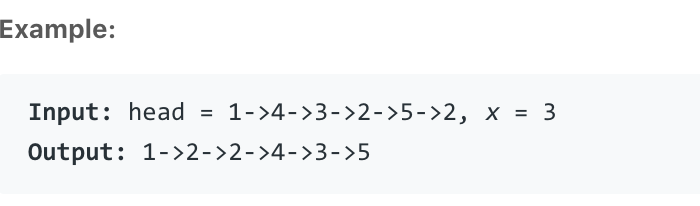 Example:
Input: head = 1->4->3->2->5->2, x = 3
Output: 1->2->2->4->3->5